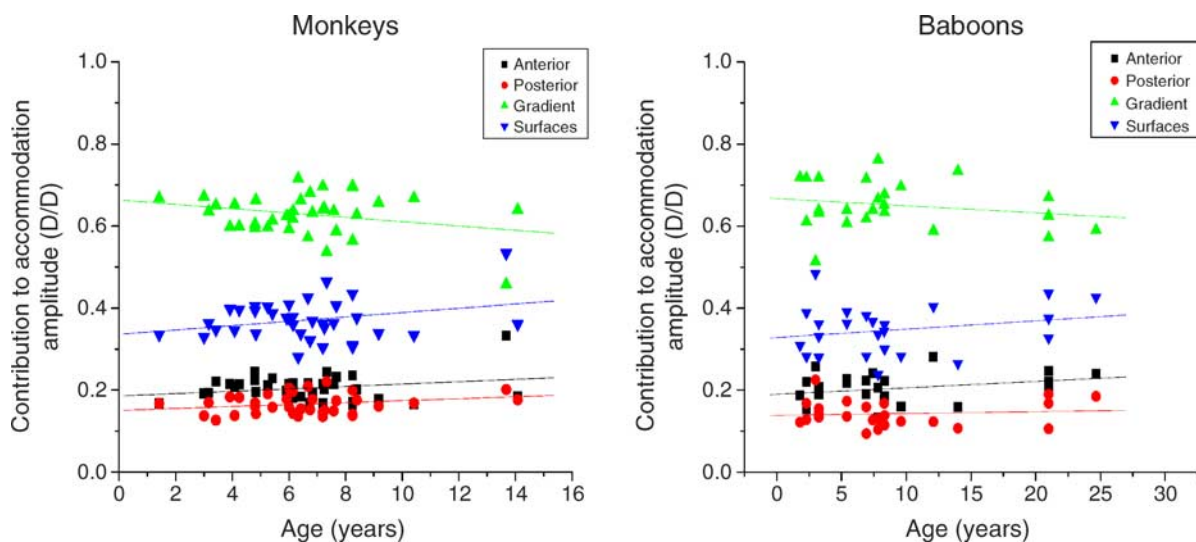 Monkeys
Contribution to accommodation
amplitude (D/D)
1.0
0.8
0.6
0.4
0.2
0.0
Anterior
Posterior
Gradient
Surfaces
0 2 4 6 8 10 12 14 16
Age (years)
Baboons
Contribution to accommodation
amplitude (D/D)
1.0
0.8
0.6
0.4
0.2
0.0
Anterior
Posterior
Gradient
Surfaces
0 5 10 15 20 25 30
Age (years)